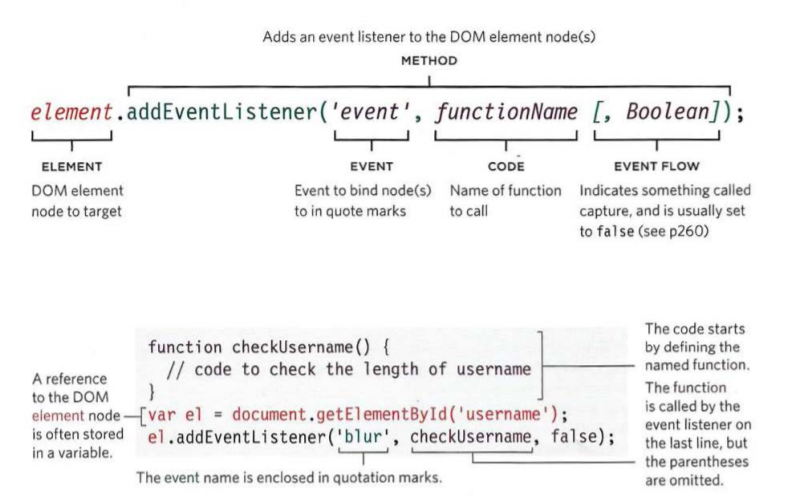 Adds an event listener to the DOM element node(s)
METHOD
element.addEventListener('event', functionName [, Boolean]);
ELEMENT
DOM element
node to target
EVENT
Event to bind node(s)
to in quote marks
CODE
Name of function
to call
EVENT FLOW
Indicates something called
capture, and is usually set
to false (see p260)
function checkUsername() {
// code to check the length of username
}
var el = document.getElementById('username');
el.addEventListener('blur', checkUsername, false);
A reference
to the DOM
element node
is often stored
in a variable.
The event name is enclosed in quotation marks.
The code starts
by defining the
named function.
The function
is called by the
event listener on
the last line, but
the parentheses
are omitted.